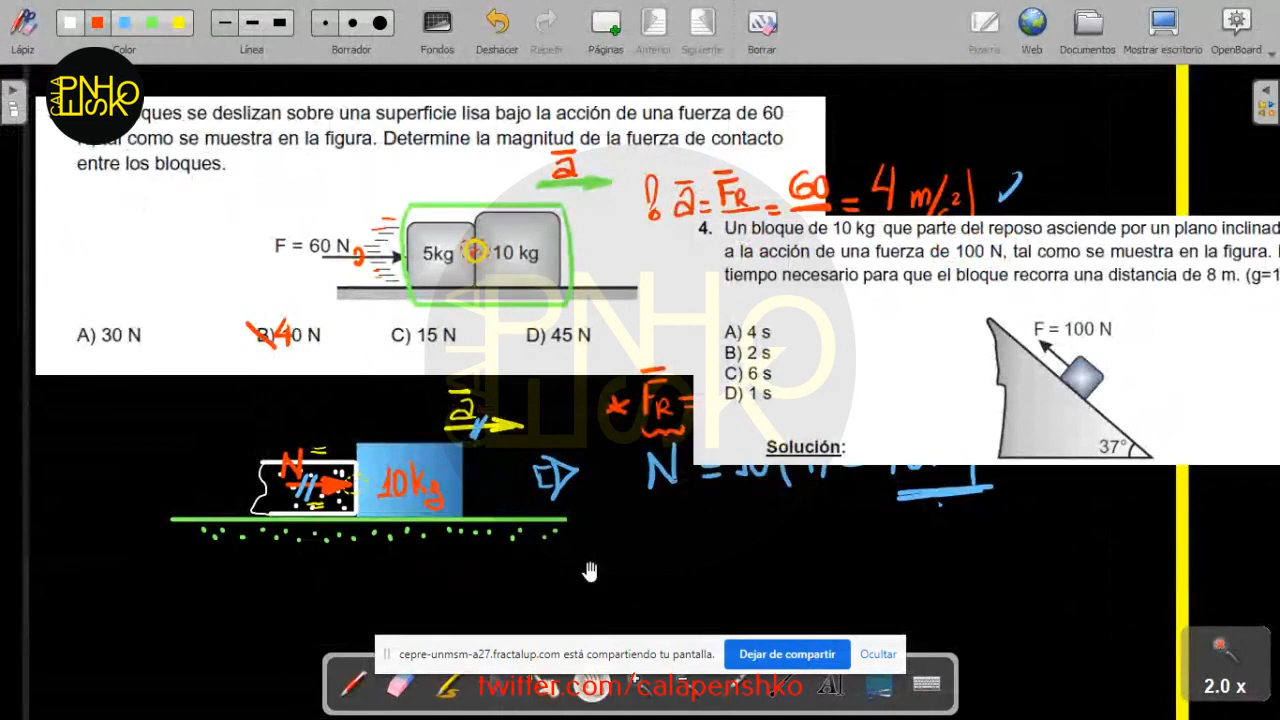 Lápiz
Color
Línea
Borrador
Fondos
Deshacer
Repetir
Páginas
Anterior
Siguiente
Borrar
Pizarra
Web
Documentos
Mostrar escritorio
OpenBoard
CALA
PENHO
ESK
ques se deslizan sobre una superficie lisa bajo la acción de una fuerza de 60
tal como se muestra en la figura. Determine la magnitud de la fuerza de contacto
entre los bloques.
a
F = 60 N
5kg
10 kg
A) 30 N
B) 40 N
C) 15 N
D) 45 N
a = FR = 60 = 4 m/s²
4. Un bloque de 10 kg que parte del reposo asciende por un plano inclinad
a la acción de una fuerza de 100 N, tal como se muestra en la figura.
tiempo necesario para que el bloque recorra una distancia de 8 m. (g=1
F = 100 N
A) 4 s
B) 2 s
C) 6 s
D) 1 s
37°
Solución:
* FR =
a
N
10kg
N =
cepre-unmsm-a27.fractalup.com está compartiendo tu pantalla.
Dejar de compartir
Ocultar
twitter.com/calapenshko
2.0 x